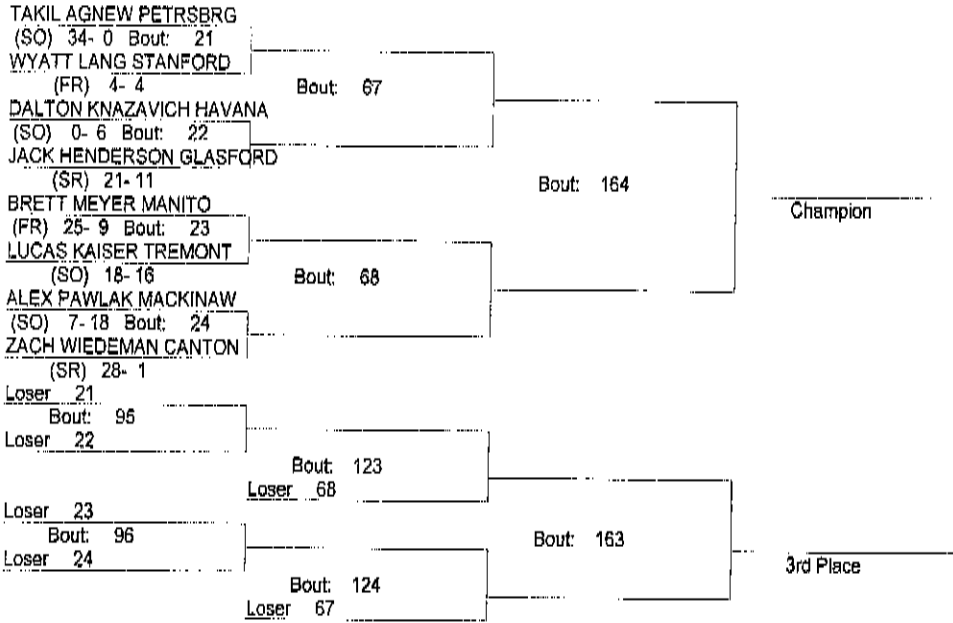 TAKIL AGNEW PETRSBRG
(SO) 34- 0 Bout: 21
WYATT LANG STANFORD
(FR) 4- 4
Bout: 67
DALTON KNAZAVICH HAVANA
(SO) 0- 6 Bout: 22
JACK HENDERSON GLASFORD
(SR) 21- 11
Bout: 164
BRETT MEYER MANITO
Champion
(FR) 25- 9 Bout: 23
LUCAS KAISER TREMONT
(SO) 18- 16
Bout: 68
ALEX PAWLAK MACKINAW
(SO) 7- 18 Bout: 24
ZACH WIEDEMAN CANTON
(SR) 28- 1
Loser 21
Bout: 95
Loser 22
Bout: 123
Loser 68
Loser 23
Bout: 96
Bout: 163
Loser 24
3rd Place
Bout: 124
Loser 67